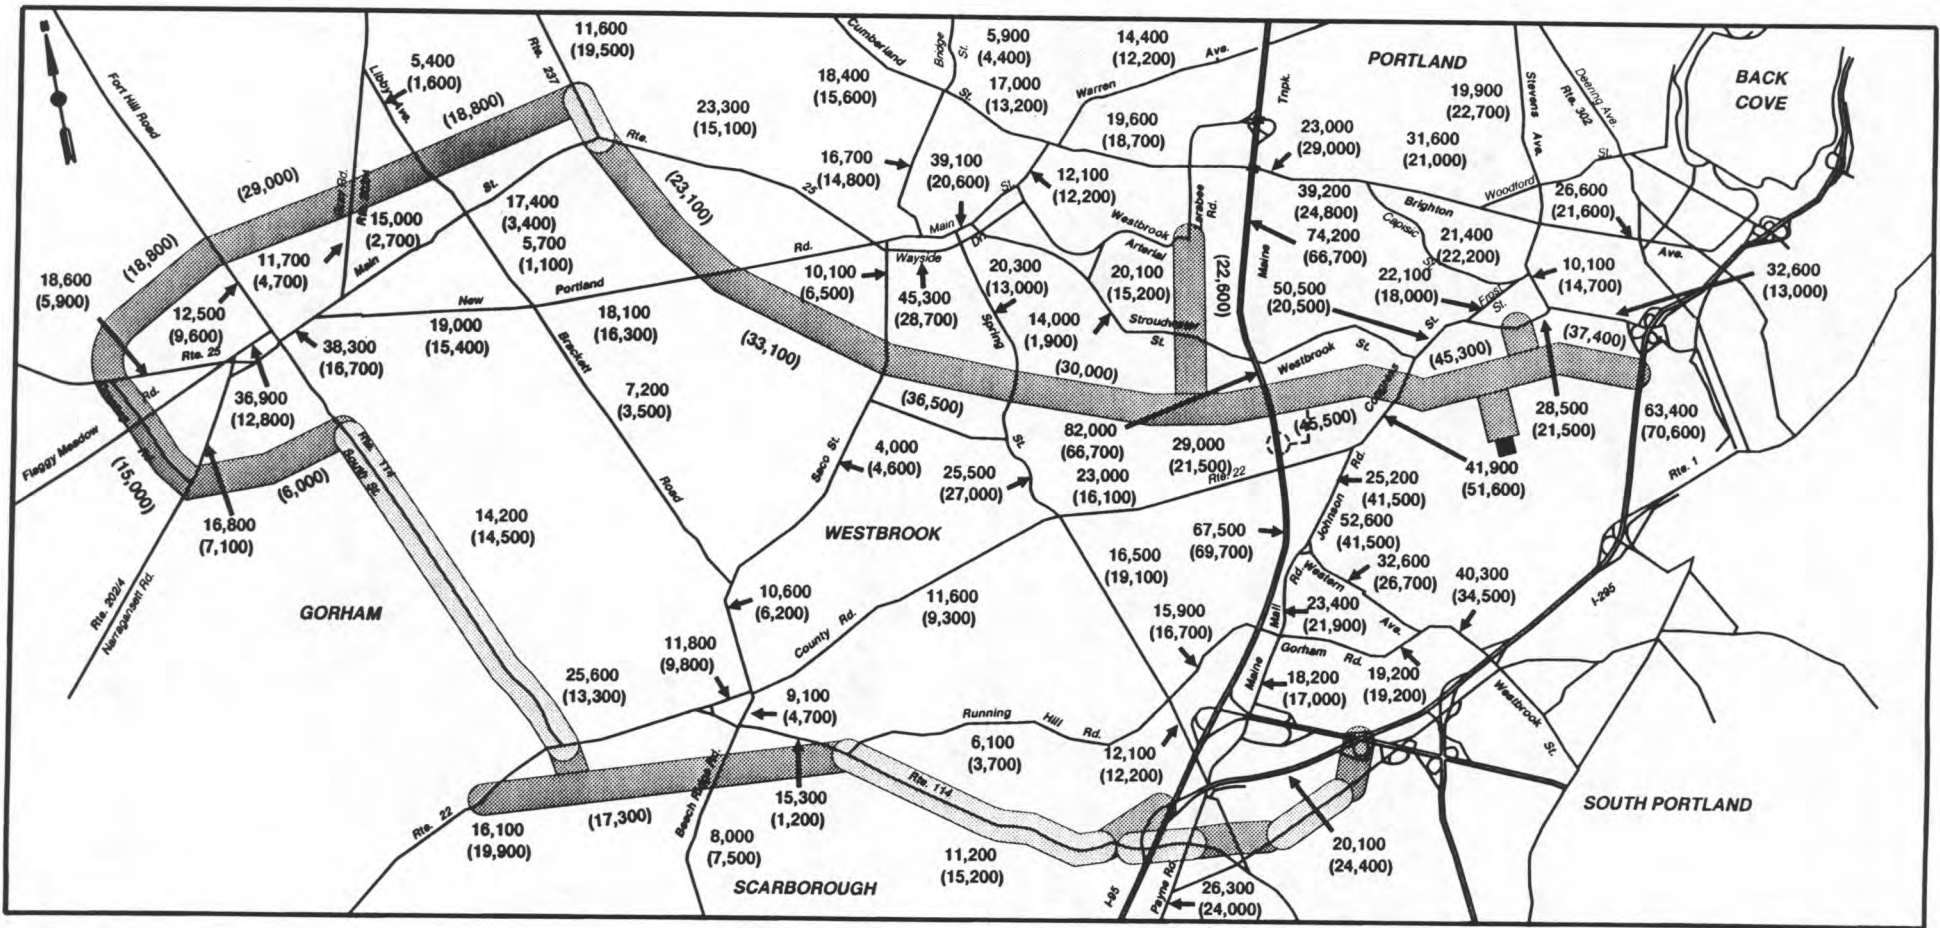 N
Fort Hill Road
5,400
(1,600)
Libby Ave.
(18,800)
Rte. 237
11,600
(19,500)
23,300
(15,100)
Cumberland
St.
18,400
(15,600)
Bridge
St.
5,900
(4,400)
17,000
(13,200)
14,400
(12,200)
Warren
Ave.
19,600
(18,700)
Tnpk.
PORTLAND
19,900
(22,700)
Stevens
Ave.
Deering Ave.
Rte. 302
BACK
COVE
23,000
(29,000)
31,600
(21,000)
Woodford
St.
26,600
(21,600)
(29,000)
15,000
(2,700)
17,400
(3,400)
5,700
(1,100)
Main
St.
Rte.
25
(23,100)
16,700
(14,800)
39,100
(20,600)
Main
St.
12,100
(12,200)
Westbrook
Arterial
Larabee
Rd.
39,200
(24,800)
Brighton
Ave.
Capisic
St.
21,400
(22,200)
74,200
(66,700)
Maine
(18,800)
11,700
(4,700)
18,600
(5,900)
12,500
(9,600)
New
Portland
Rd.
Wayside
Dr.
10,100
(6,500)
45,300
(28,700)
20,300
(13,000)
20,100
(15,200)
(22,600)
50,500
(20,500)
22,100
(18,000)
Frost
St.
10,100
(14,700)
32,600
(13,000)
Rte. 25
38,300
(16,700)
19,000
(15,400)
18,100
(16,300)
Brackett
Road
(33,100)
Spring
St.
14,000
(1,900)
Stroudwater
St.
Westbrook
St.
St.
Congress
(45,300)
(37,400)
36,900
(12,800)
Flaggy Meadow
Rd.
7,200
(3,500)
(36,500)
(30,000)
82,000
(66,700)
29,000
(21,500)
(45,500)
28,500
(21,500)
63,400
(70,600)
(15,000)
(6,000)
Rte. 114
South St.
16,800
(7,100)
Saco St.
4,000
(4,600)
25,500
(27,000)
23,000
(16,100)
Rte. 22
41,900
(51,600)
Rte. 1
Rd.
Johnson
25,200
(41,500)
52,600
(41,500)
14,200
(14,500)
WESTBROOK
67,500
(69,700)
16,500
(19,100)
32,600
(26,700)
Western
Ave.
40,300
(34,500)
I-295
Rte. 202/4
Narragansett Rd.
GORHAM
10,600
(6,200)
11,600
(9,300)
County
Rd.
15,900
(16,700)
Rd.
Mall
Maine
23,400
(21,900)
Gorham
Rd.
19,200
(19,200)
18,200
(17,000)
Westbrook
St.
11,800
(9,800)
25,600
(13,300)
9,100
(4,700)
Running
Hill
Rd.
6,100
(3,700)
12,100
(12,200)
Rte. 114
Beech Ridge Rd.
15,300
(1,200)
Rte. 22
16,100
(19,900)
(17,300)
8,000
(7,500)
11,200
(15,200)
20,100
(24,400)
SOUTH PORTLAND
SCARBOROUGH
I-95
Payne Rd.
26,300
(24,000)